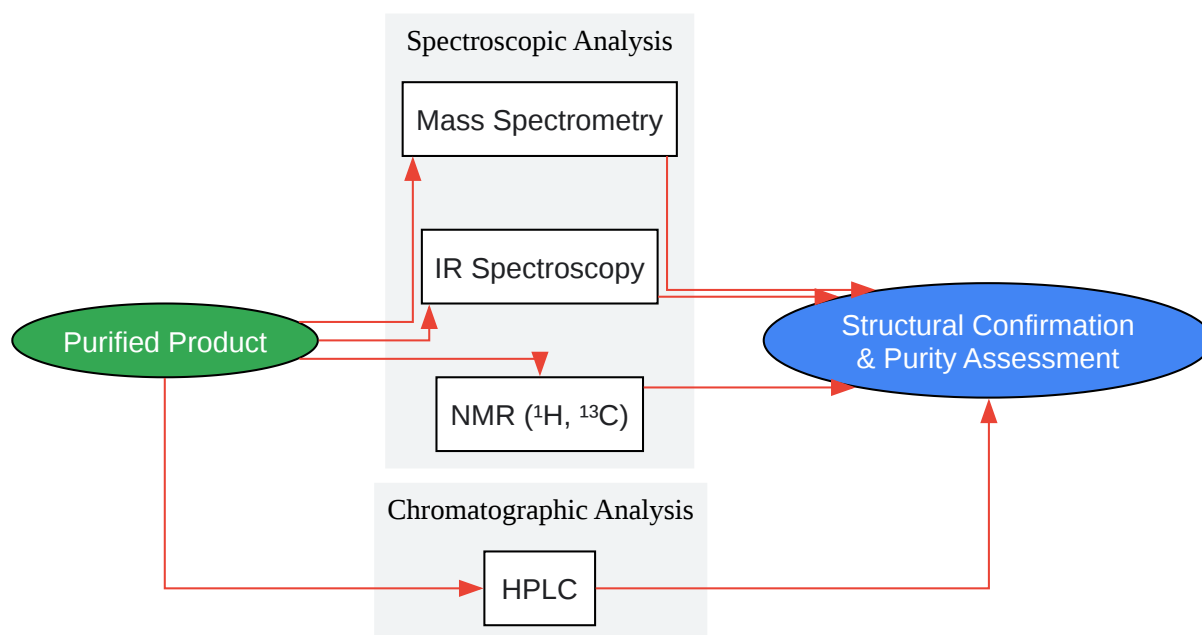 Spectroscopic Analysis
Mass Spectrometry
IR Spectroscopy
Purified Product
Structural Confirmation
& Purity Assessment
NMR (¹H, ¹³C)
Chromatographic Analysis
HPLC